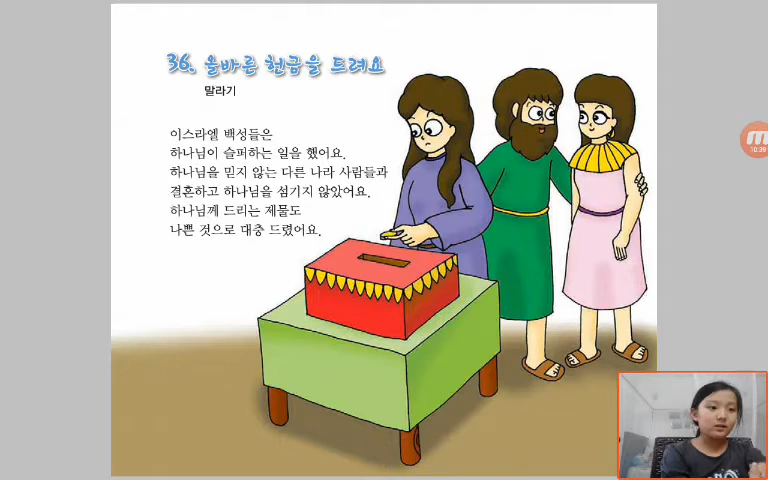 36. 올바른 헌금을 드려요
말라기
이스라엘 백성들은
하나님이 슬퍼하는 일을 했어요.
하나님을 믿지 않는 다른 나라 사람들과
결혼하고 하나님을 섬기지 않았어요.
하나님께 드리는 제물도
나쁜 것으로 대충 드렸어요.
10:39